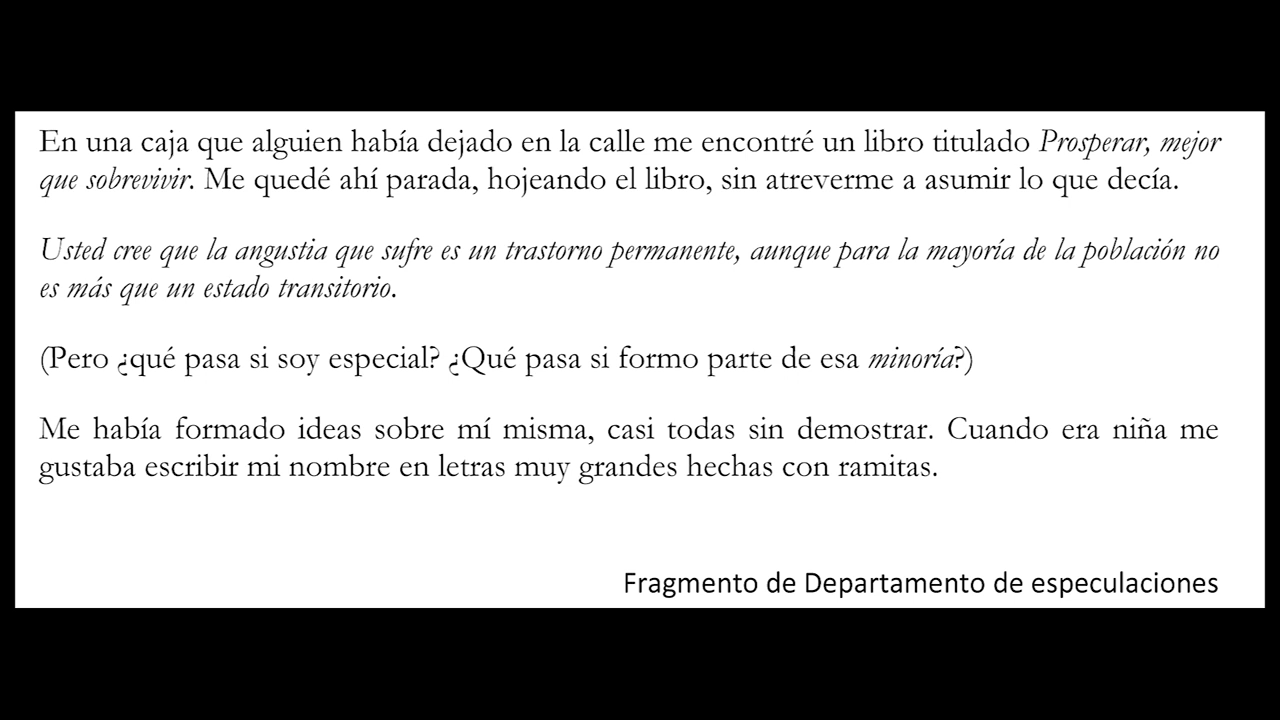 En una caja que alguien había dejado en la calle me encontré un libro titulado Prosperar, mejor
que sobrevivir. Me quedé ahí parada, hojeando el libro, sin atreverme a asumir lo que decía.
Usted cree que la angustia que sufre es un trastorno permanente, aunque para la mayoría de la población no
es más que un estado transitorio.
(Pero ¿qué pasa si soy especial? ¿Qué pasa si formo parte de esa minoría?)
Me había formado ideas sobre mí misma, casi todas sin demostrar. Cuando era niña me
gustaba escribir mi nombre en letras muy grandes hechas con ramitas.
Fragmento de Departamento de especulaciones